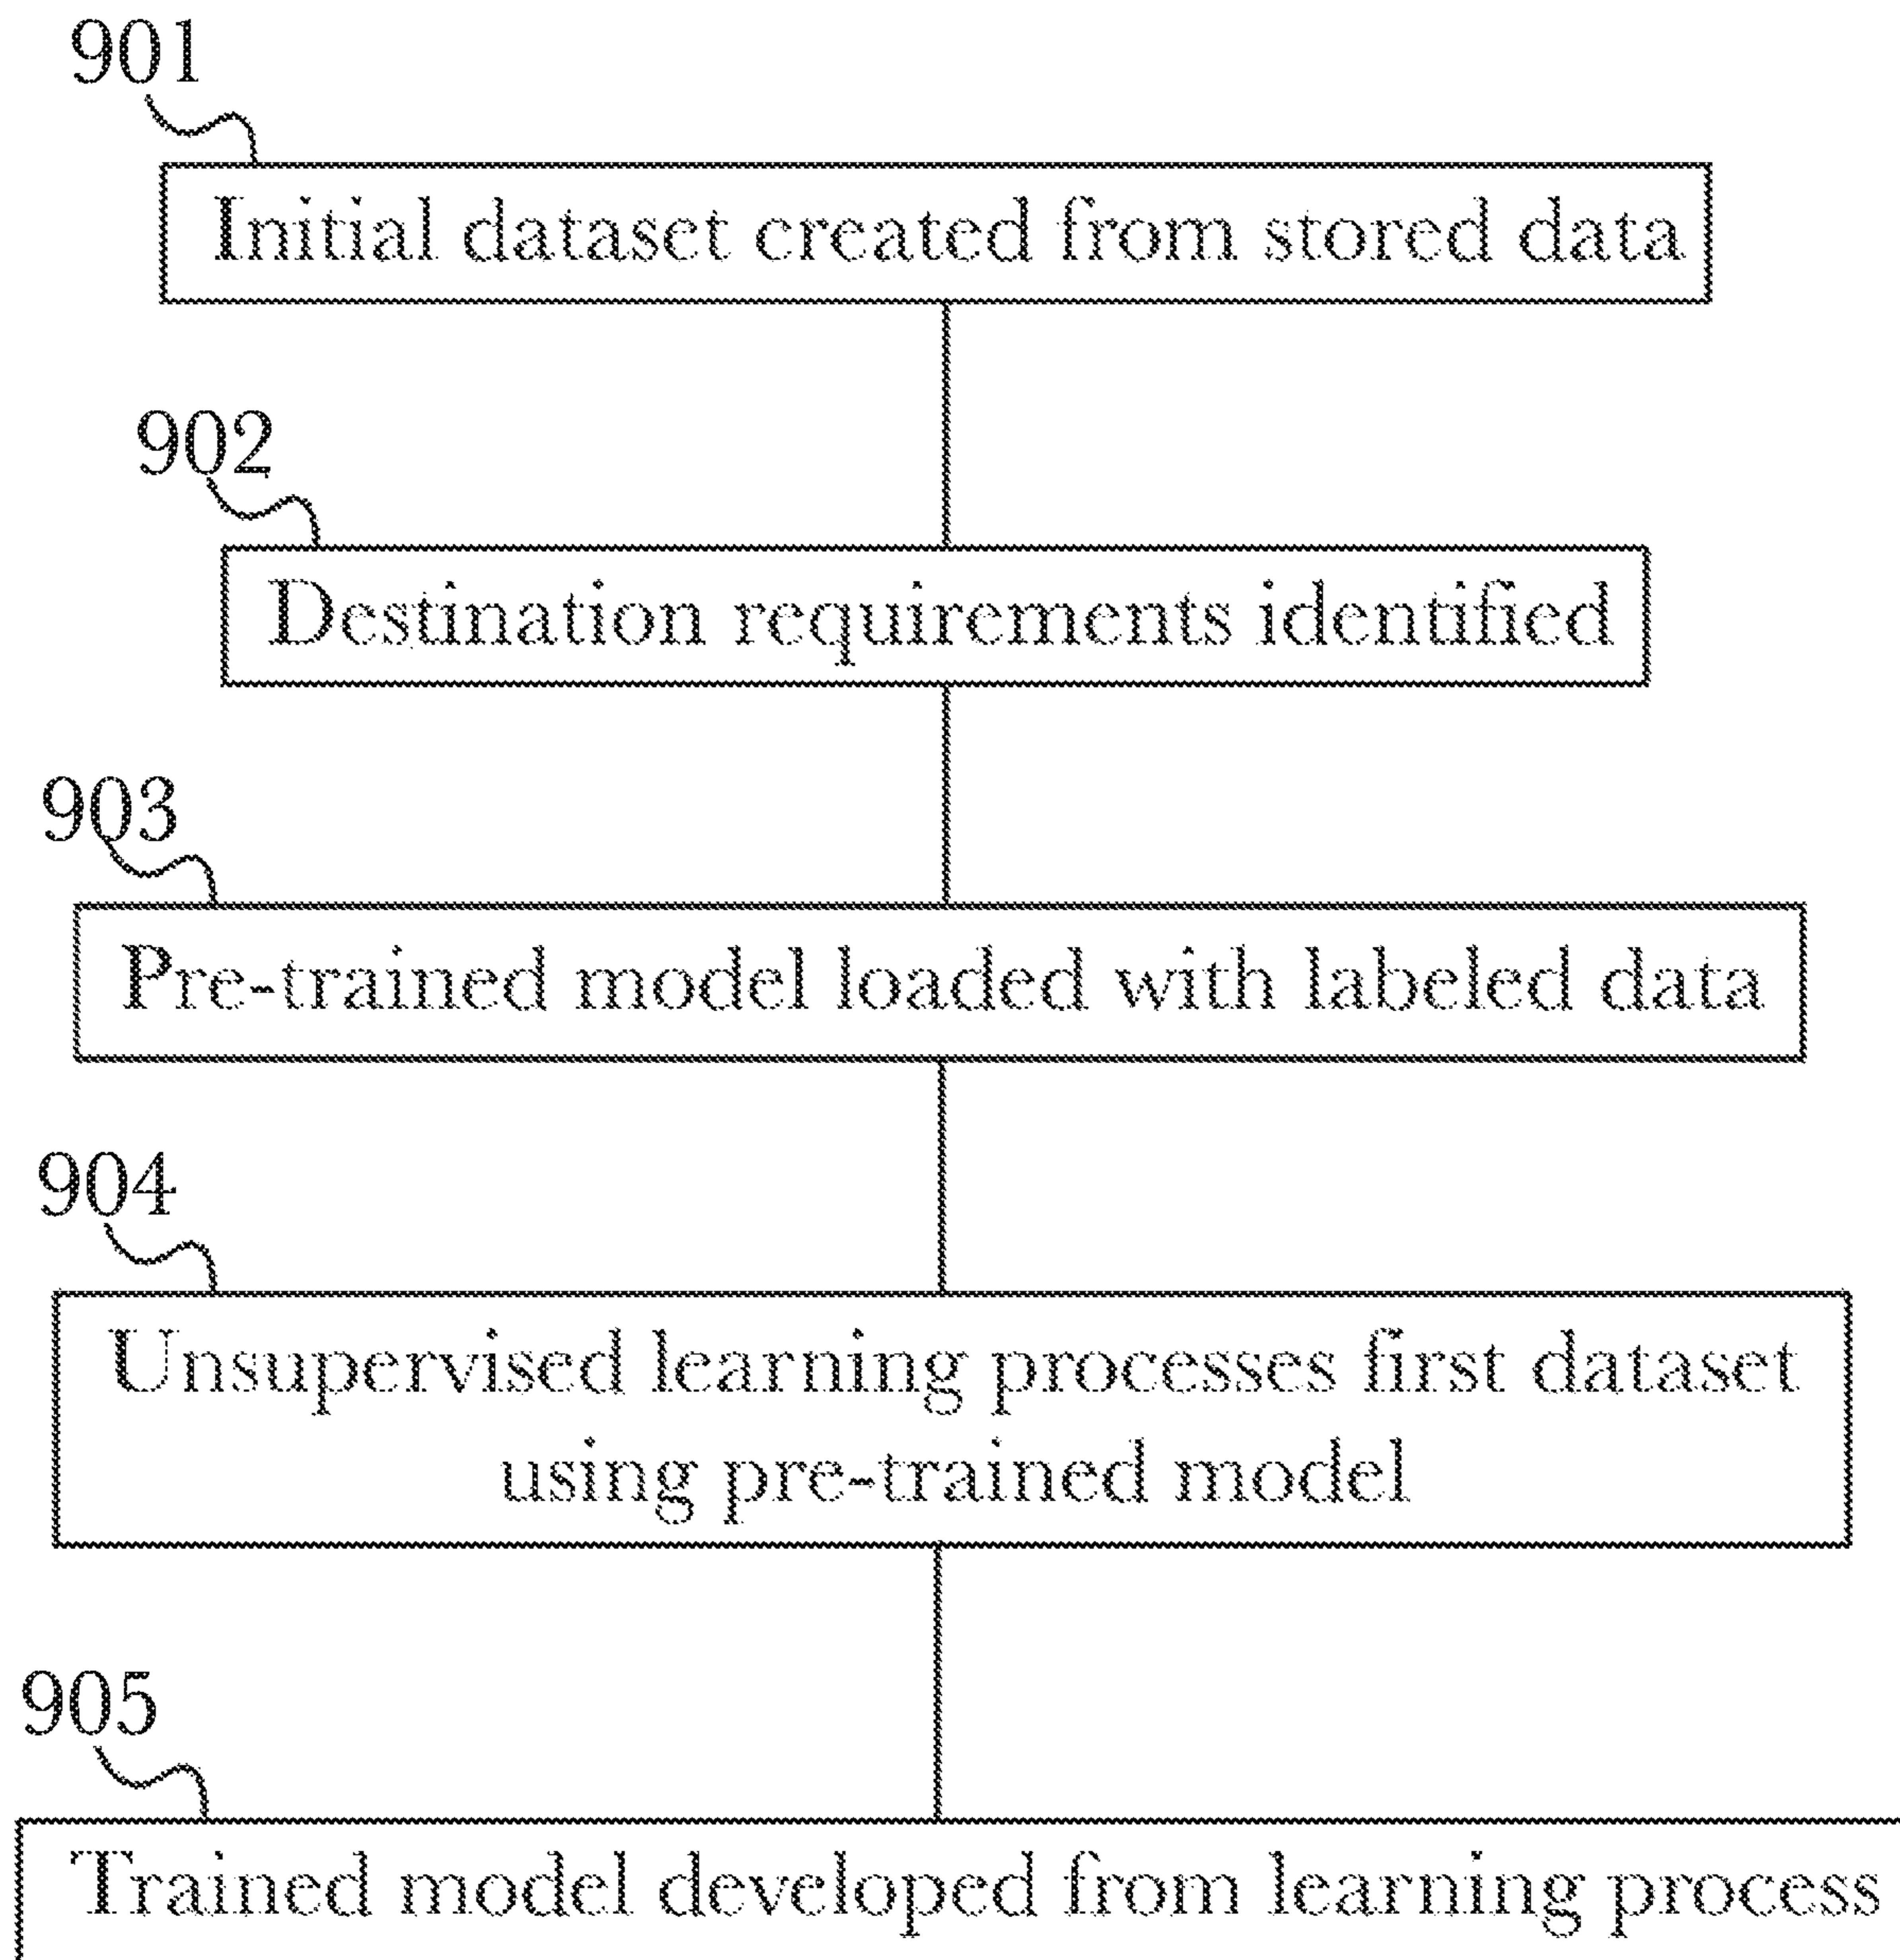 901
Initial dataset created from stored data
902
Destination requirements identified
903
Pre-trained model loaded with labeled data
904
Unsupervised learning processes first dataset
using pre-trained model
905
Trained model developed from learning process